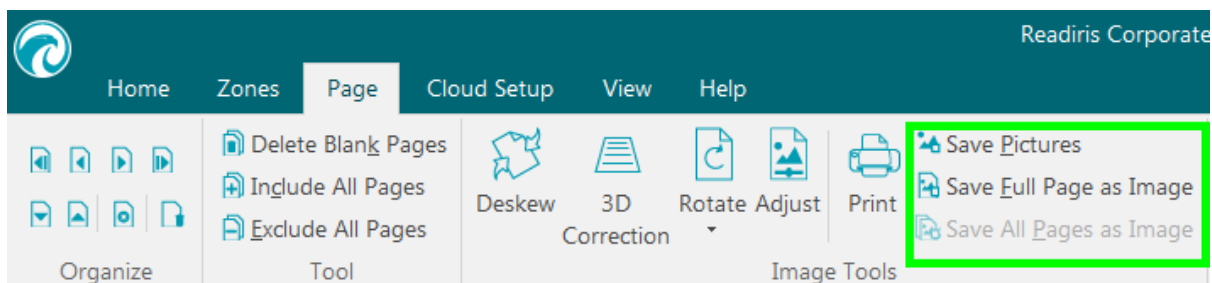 Readiris Corporate
Home Zones Page Cloud Setup View Help
Delete Blank Pages
Include All Pages
Exclude All Pages
Deskew
3D
Correction
Rotate
Adjust
Print
Save Pictures
Save Full Page as Image
Save All Pages as Image
Organize
Tool
Image Tools